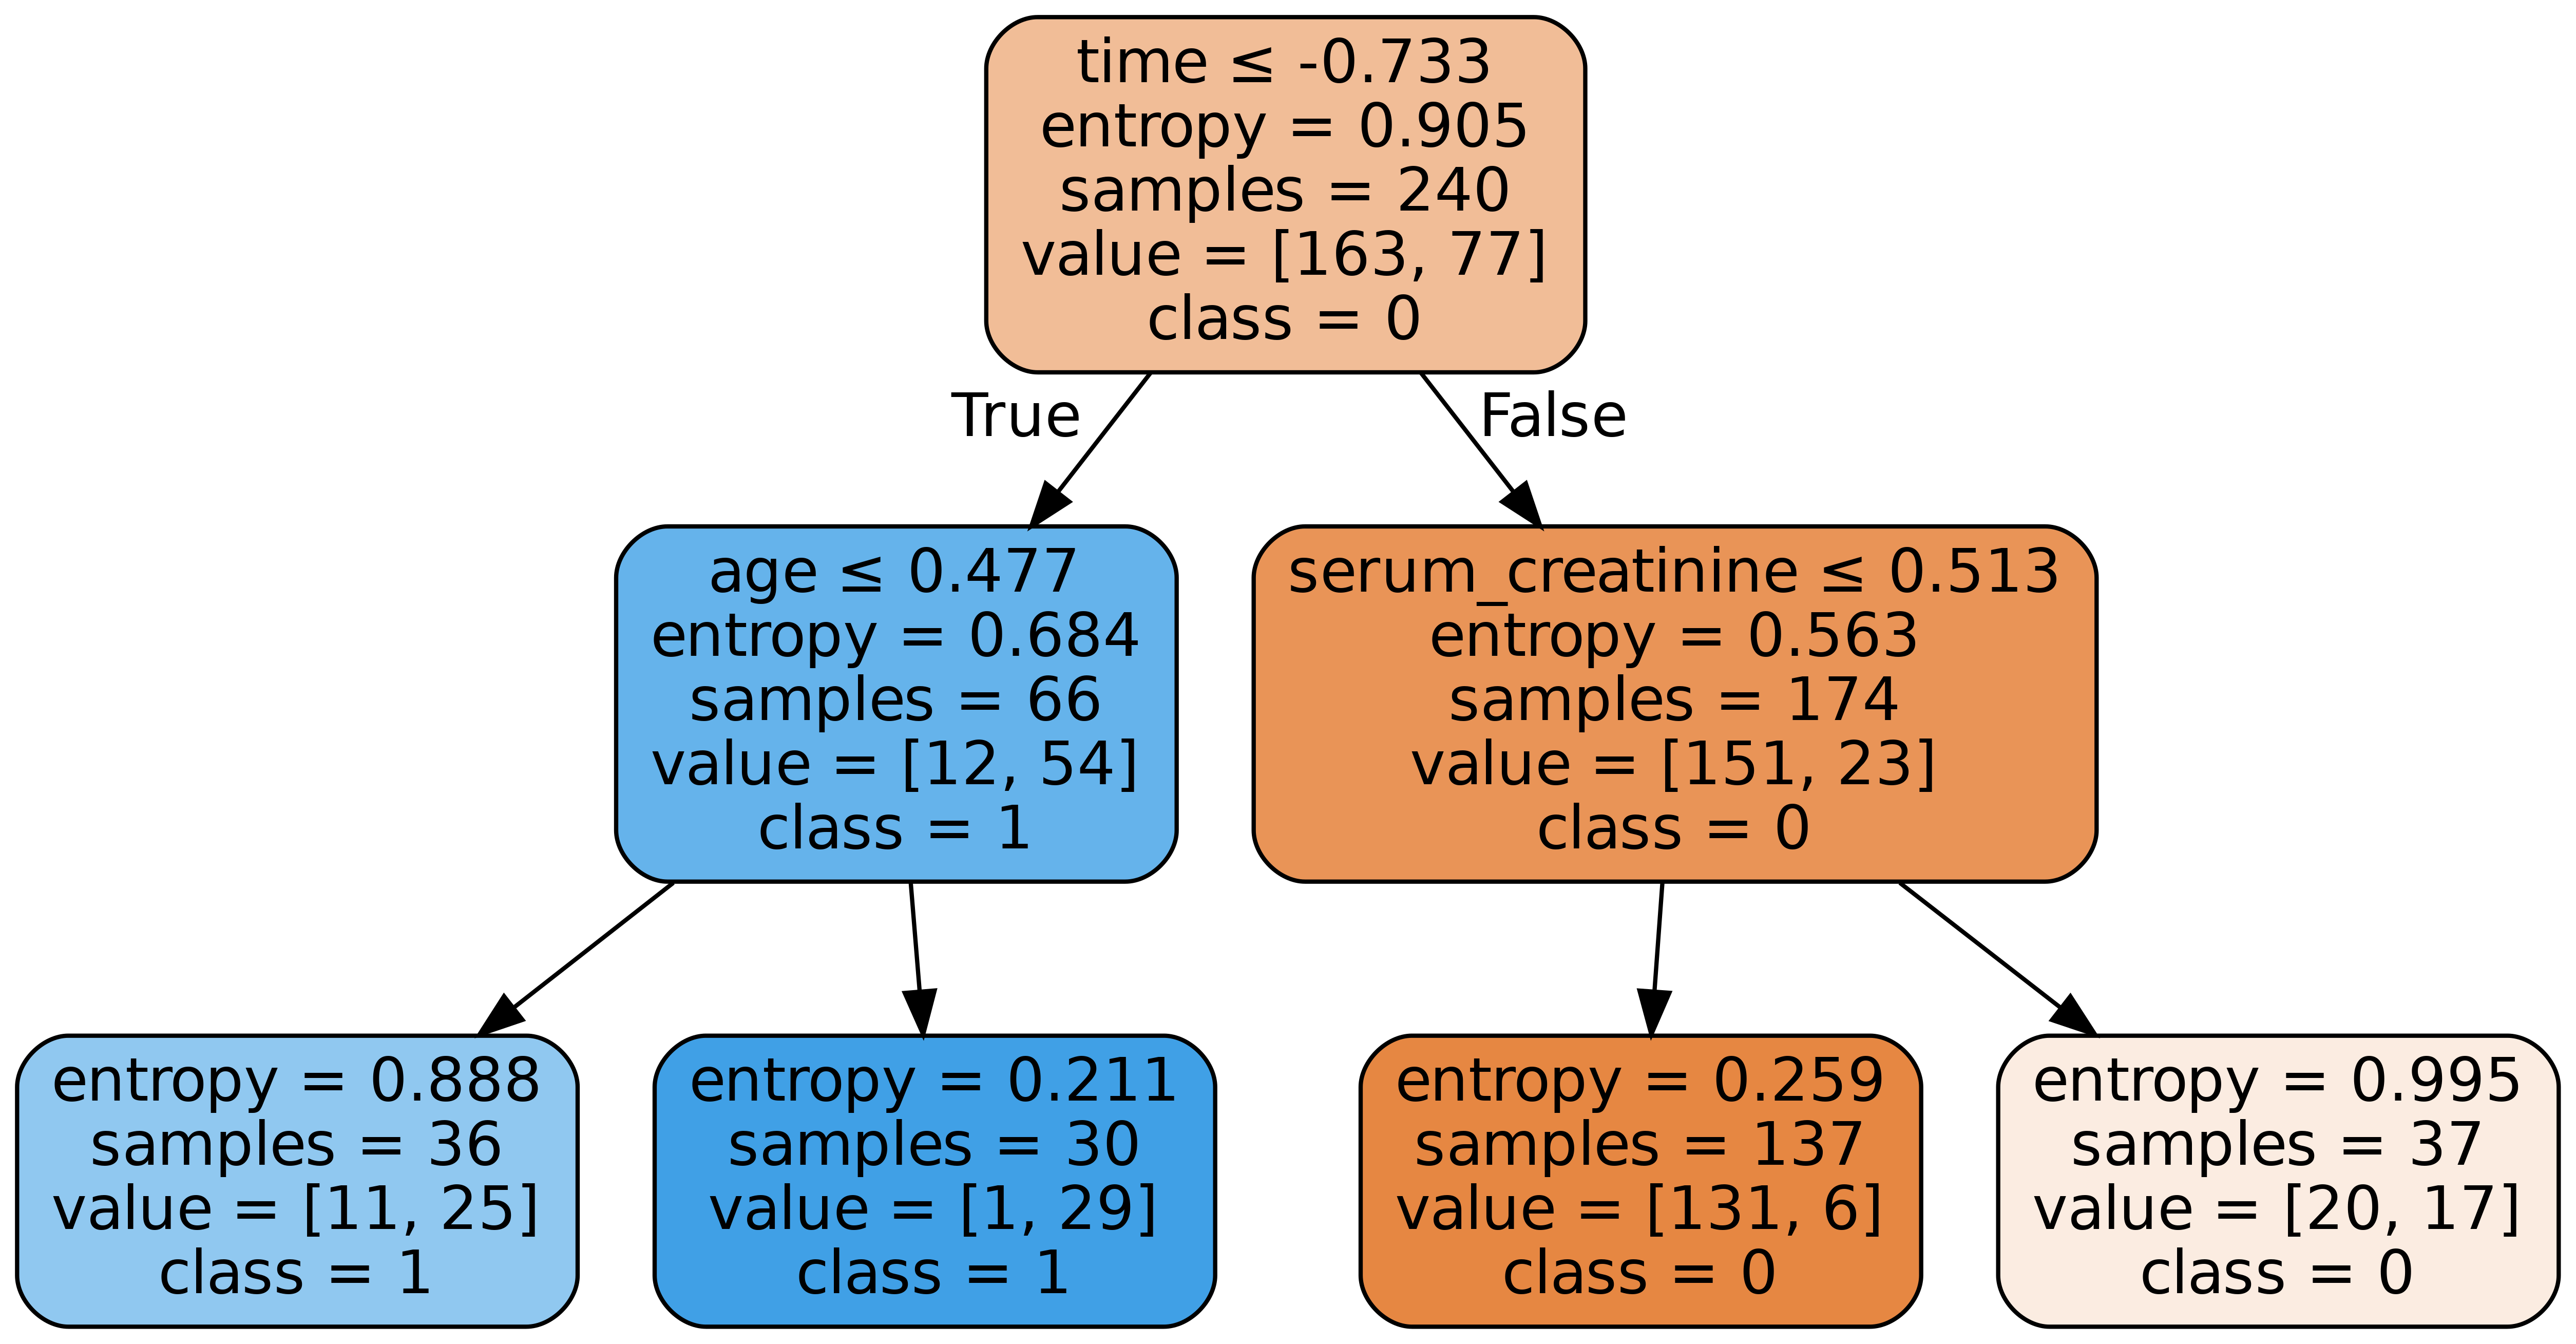 time ≤ -0.733
entropy = 0.905
samples = 240
value = [163, 77]
class = 0
True
False
age ≤ 0.477
entropy = 0.684
samples = 66
value = [12, 54]
class = 1
serum_creatinine ≤ 0.513
entropy = 0.563
samples = 174
value = [151, 23]
class = 0
entropy = 0.888
samples = 36
value = [11, 25]
class = 1
entropy = 0.211
samples = 30
value = [1, 29]
class = 1
entropy = 0.259
samples = 137
value = [131, 6]
class = 0
entropy = 0.995
samples = 37
value = [20, 17]
class = 0